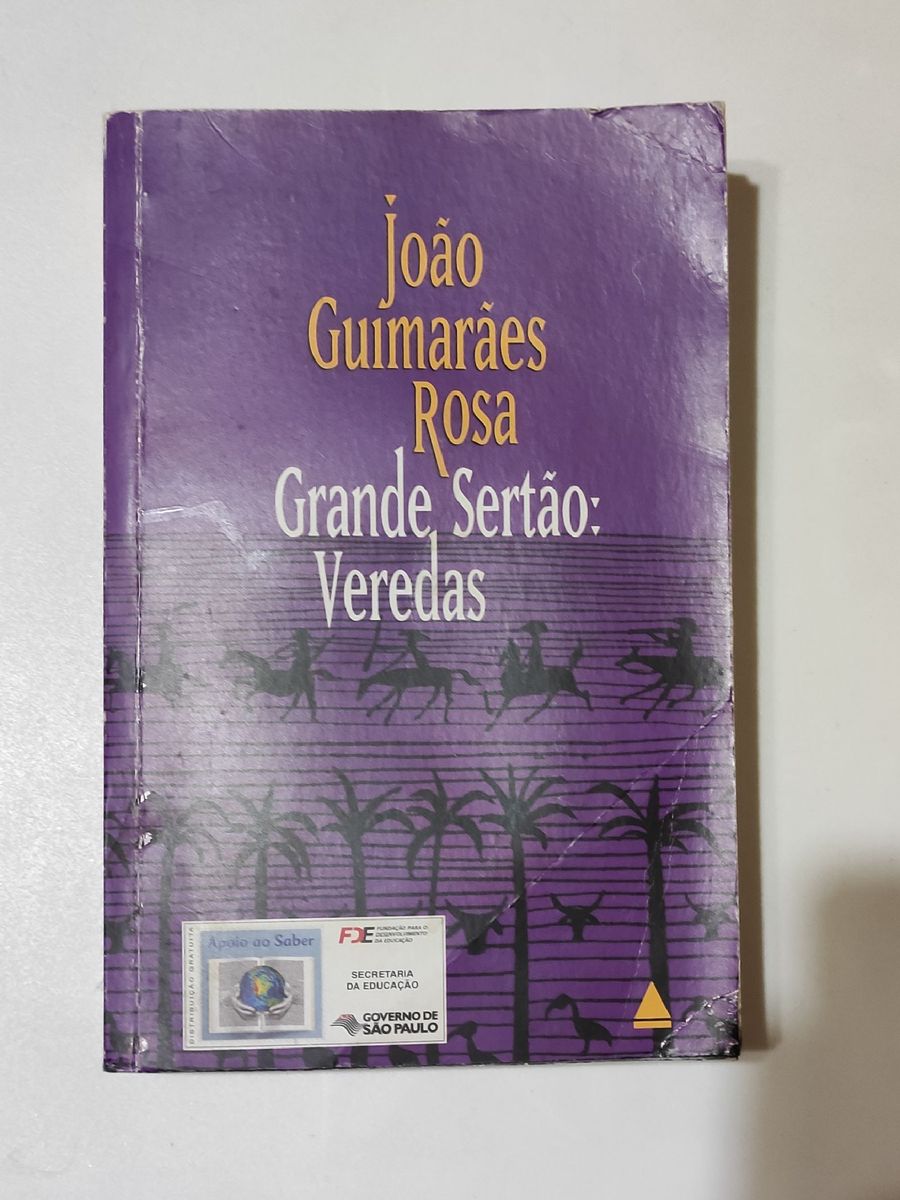 João
Guimarães
Rosa
Grande Sertão:
Veredas
DISTRIBUIÇÃO GRATUITA
Apoio ao Saber
FDE
FUNDAÇÃO PARA O
DESENVOLVIMENTO
DA EDUCAÇÃO
SECRETARIA
DA EDUCAÇÃO
GOVERNO DE
SÃO PAULO